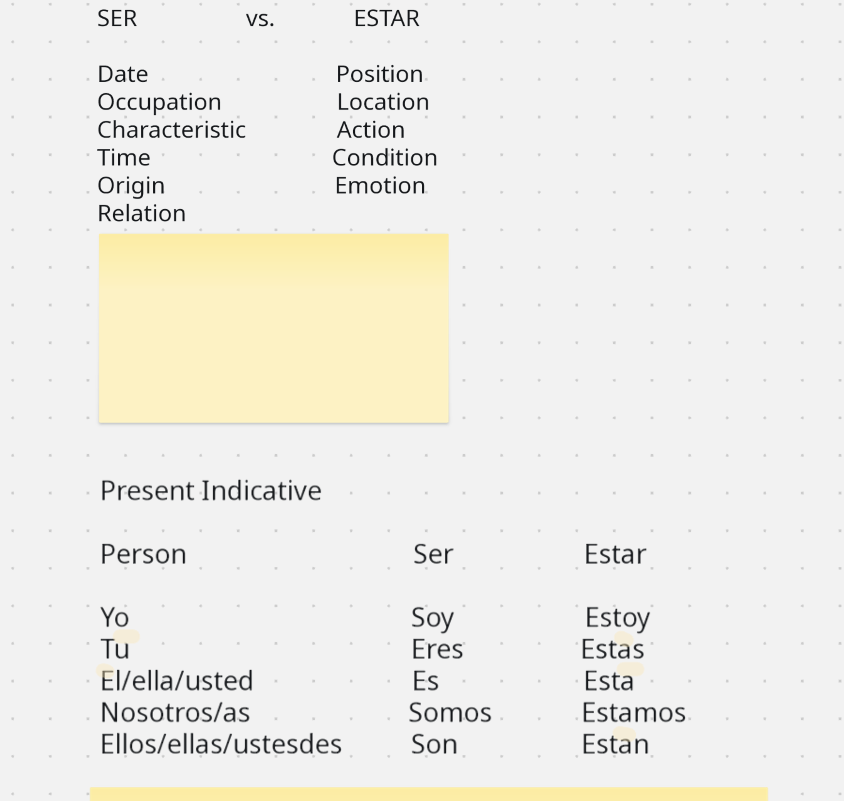 SER vs. ESTAR
Date Position
Occupation Location
Characteristic Action
Time Condition
Origin Emotion
Relation
Present Indicative
Person Ser Estar
Yo Soy Estoy
Tu Eres Estas
El/ella/usted Es Esta
Nosotros/as Somos Estamos
Ellos/ellas/ustesdes Son Estan